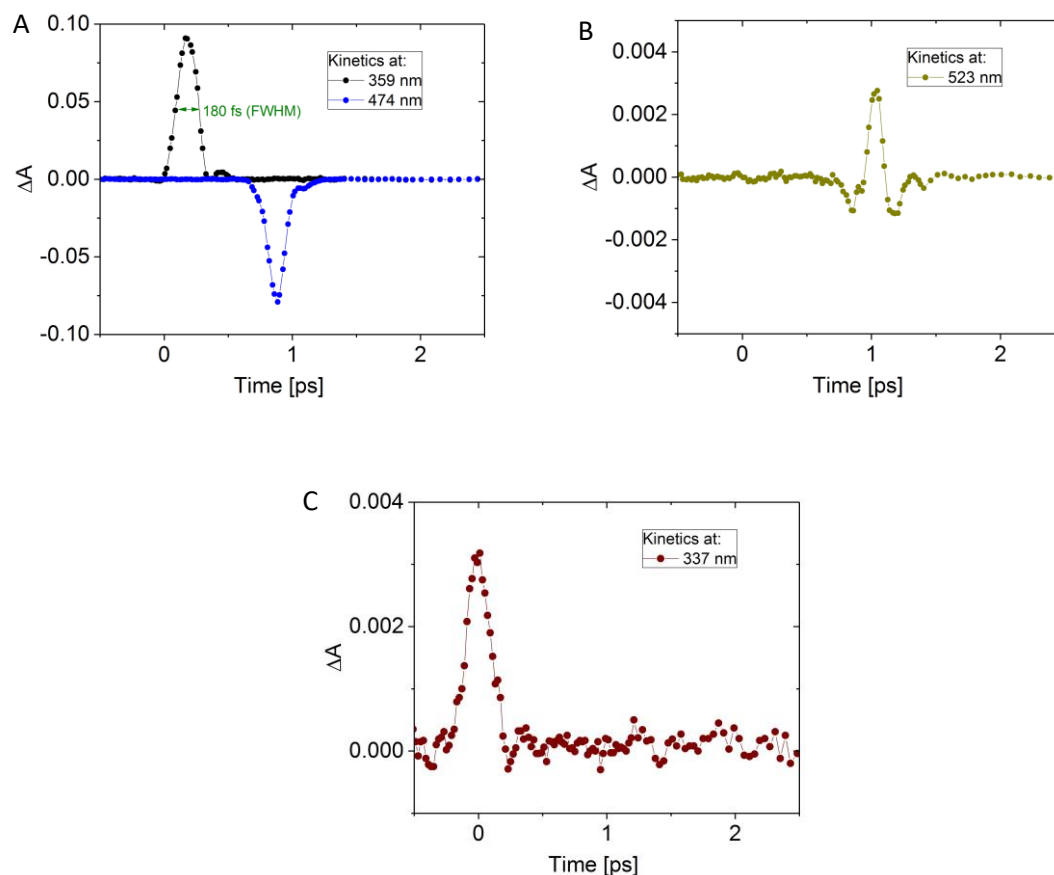 A
0.10
0.05
0.00
-0.05
-0.10
ΔA
Kinetics at:
359 nm
474 nm
180 fs (FWHM)
0
1
2
Time [ps]
B
0.004
0.002
0.000
-0.002
-0.004
ΔA
Kinetics at:
523 nm
0
1
2
Time [ps]
C
0.004
0.002
0.000
ΔA
Kinetics at:
337 nm
0
1
2
Time [ps]